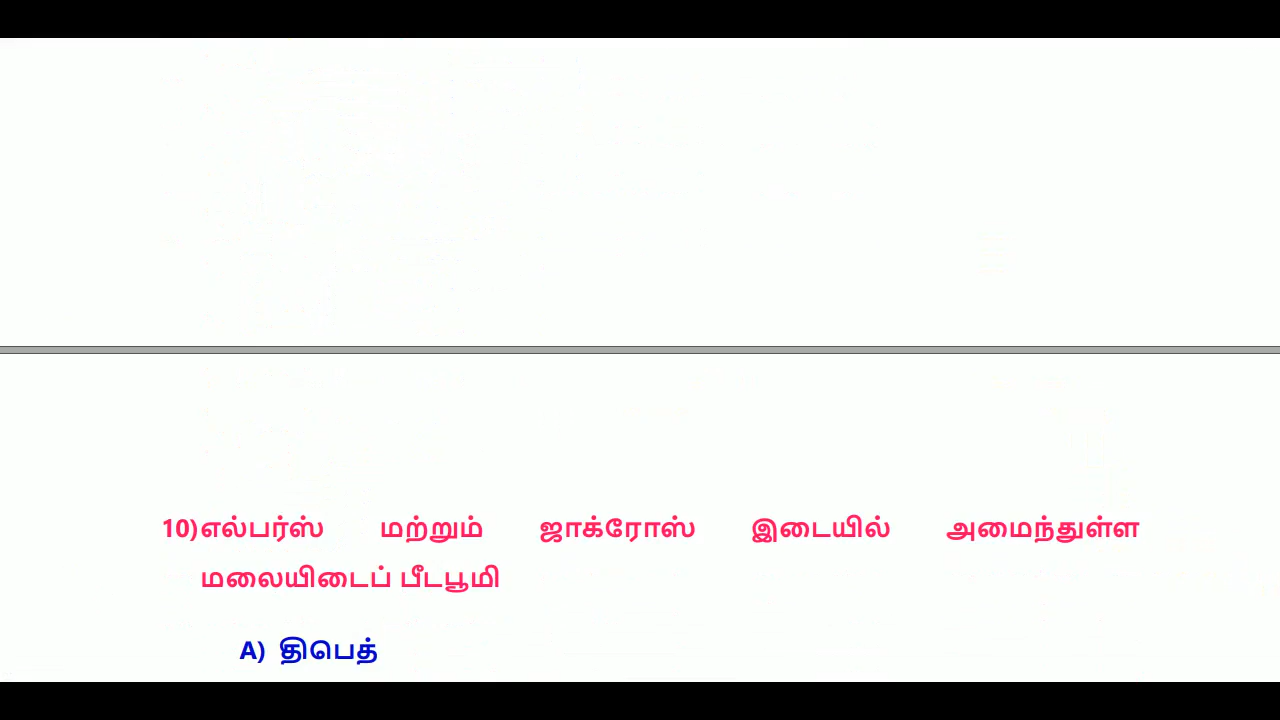 10)எல்பர்ஸ் மற்றும் ஜாக்ரோஸ் இடையில் அமைந்துள்ள
மலையிடைப் பீடபூமி
A) திபெத்